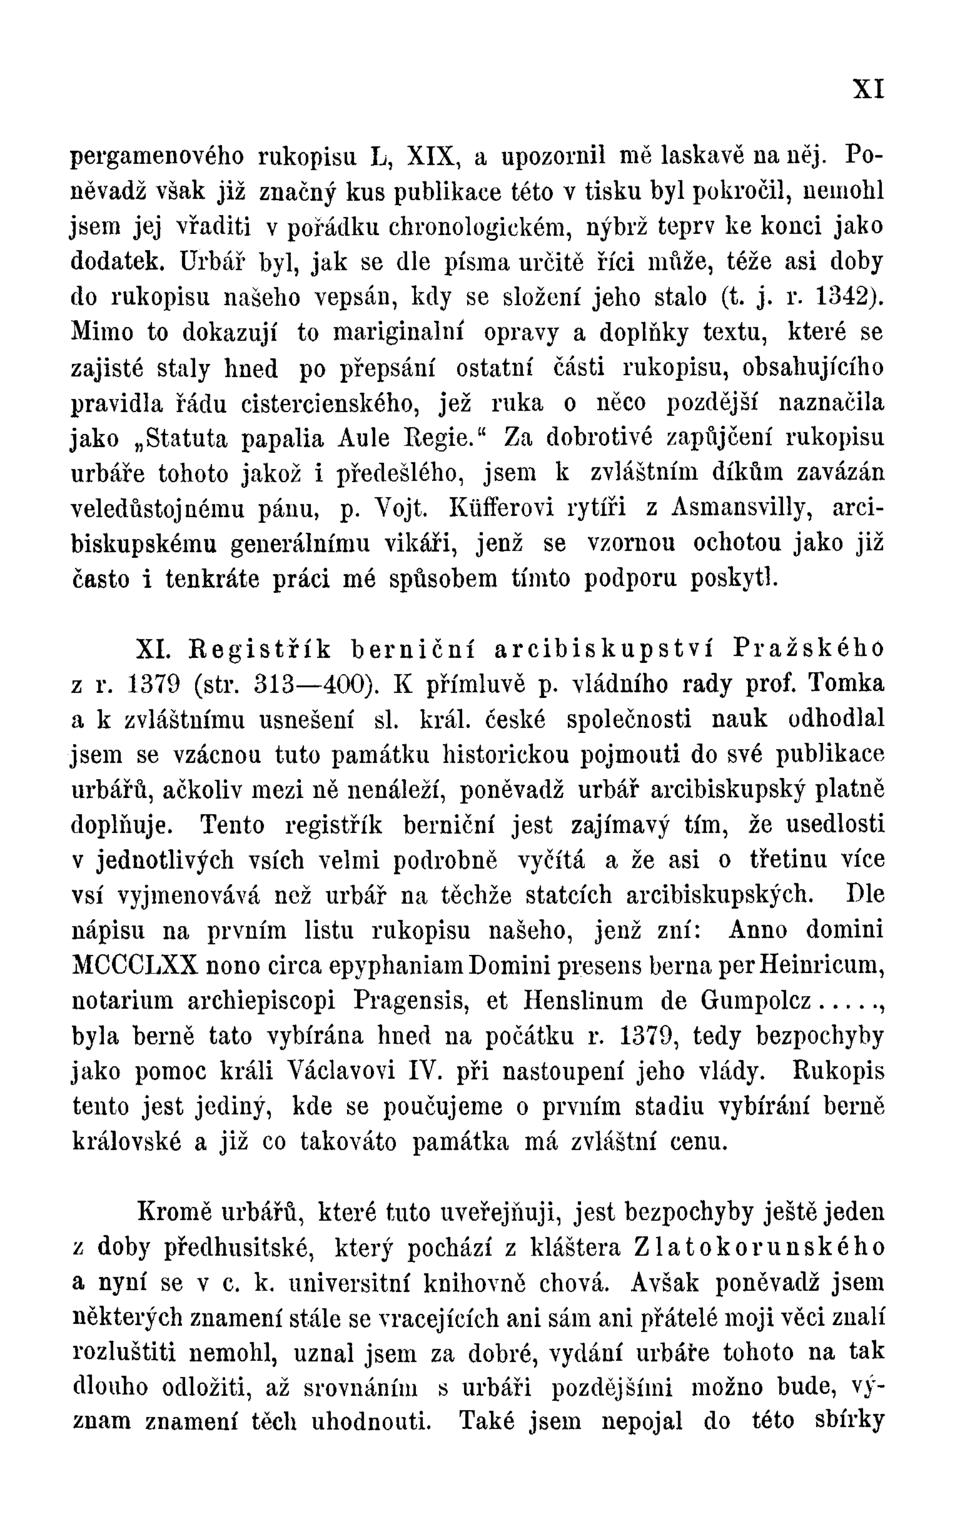 XI
pergamenového rukopisu L, XIX, a upozornil mě laskavě na něj. Po-
něvadž však již značný kus publikace této v tisku byl pokročil, nemohl
jsem jej vřaditi v pořádku chronologickém, nýbrž teprv ke konci jako
dodatek. Urbář byl, jak se dle písma určitě říci může, téže asi doby
do rukopisu našeho vepsán, kdy se složení jeho stalo (t. j. r. 1342).
Mimo to dokazují to mariginalní opravy a doplňky textu, které se
zajisté staly hned po přepsání ostatní části rukopisu, obsahujícího
pravidla řádu cistercienského, jež ruka o něco pozdější naznačila
jako „Statuta papalia Aule Regie.“ Za dobrotivé zapůjčení rukopisu
urbáře tohoto jakož i předešlého, jsem k zvláštním díkům zavázán
veledůstojnému pánu, p. Vojt. Küfferovi rytíři z Asmansvilly, arci-
biskupskému generálnímu vikáři, jenž se vzornou ochotou jako již
často i tenkráte práci mé spůsobem tímto podporu poskytl.
XI. Registřík berniční arcibiskupství Pražského
z r. 1379 (str. 313—400). K přímluvě p. vládního rady prof. Tomka
a k zvláštnímu usnešení sl. král. české společnosti nauk odhodlal
jsem se vzácnou tuto památku historickou pojmouti do své publikace
urbářů, ačkoliv mezi ně nenáleží, poněvadž urbář arcibiskupský platně
doplňuje. Tento registřík berniční jest zajímavý tím, že usedlosti
v jednotlivých vsích velmi podrobně vyčítá a že asi o třetinu více
vsí vyjmenovává než urbář na těchže statcích arcibiskupských. Dle
nápisu na prvním listu rukopisu našeho, jenž zní: Anno domini
MCCCLXX nono circa epyphaniam Domini presens berna per Heinricum,
notarium archiepiscopi Pragensis, et Henslinum de Gumpolcz . . . . .,
byla berně tato vybírána hned na počátku r. 1379, tedy bezpochyby
jako pomoc králi Václavovi IV. při nastoupení jeho vlády. Rukopis
tento jest jediný, kde se poučujeme o prvním stadiu vybírání berně
královské a již co takováto památka má zvláštní cenu.
Kromě urbářů, které tuto uveřejňuji, jest bezpochyby ještě jeden
z doby předhusitské, který pochází z kláštera Zlatokorunského
a nyní se v c. k. universitní knihovně chová. Avšak poněvadž jsem
některých znamení stále se vracejících ani sám ani přátelé moji věci znalí
rozluštiti nemohl, uznal jsem za dobré, vydání urbáře tohoto na tak
dlouho odložiti, až srovnáním s urbáři pozdějšími možno bude, vý-
znam znamení těch uhodnouti. Také jsem nepojal do této sbírky